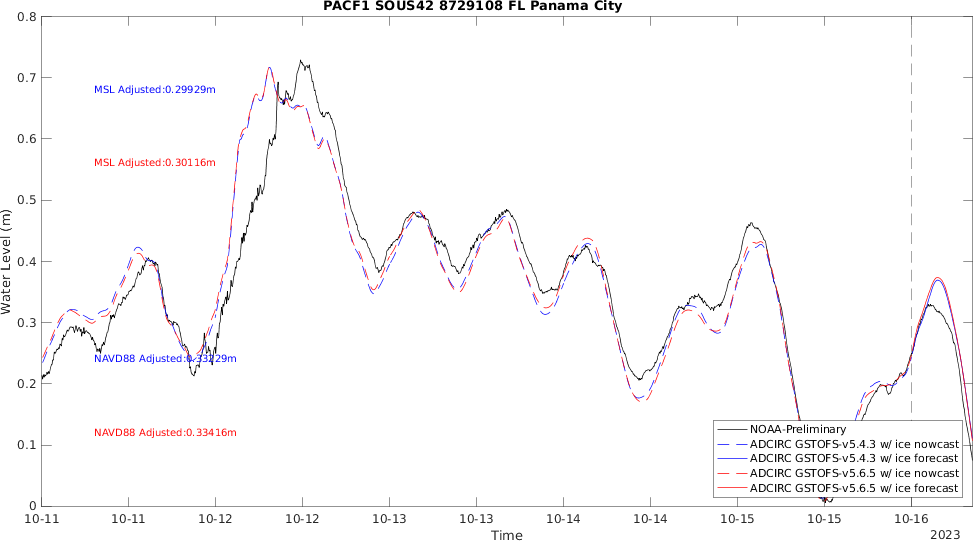 PACF1 SOUS42 8729108 FL Panama City
0.8
0.7
0.6
0.5
0.4
0.3
0.2
0.1
0
Water Level (m)
MSL Adjusted:0.29929m
MSL Adjusted:0.30116m
NAVD88 Adjusted:0.33229m
NAVD88 Adjusted:0.33416m
NOAA-Preliminary
ADCIRC GSTOFS-v5.4.3 w/ ice nowcast
ADCIRC GSTOFS-v5.4.3 w/ ice forecast
ADCIRC GSTOFS-v5.6.5 w/ ice nowcast
ADCIRC GSTOFS-v5.6.5 w/ ice forecast
10-11 10-11 10-12 10-12 10-13 10-13 10-14 10-14 10-15 10-15 10-16
Time
2023